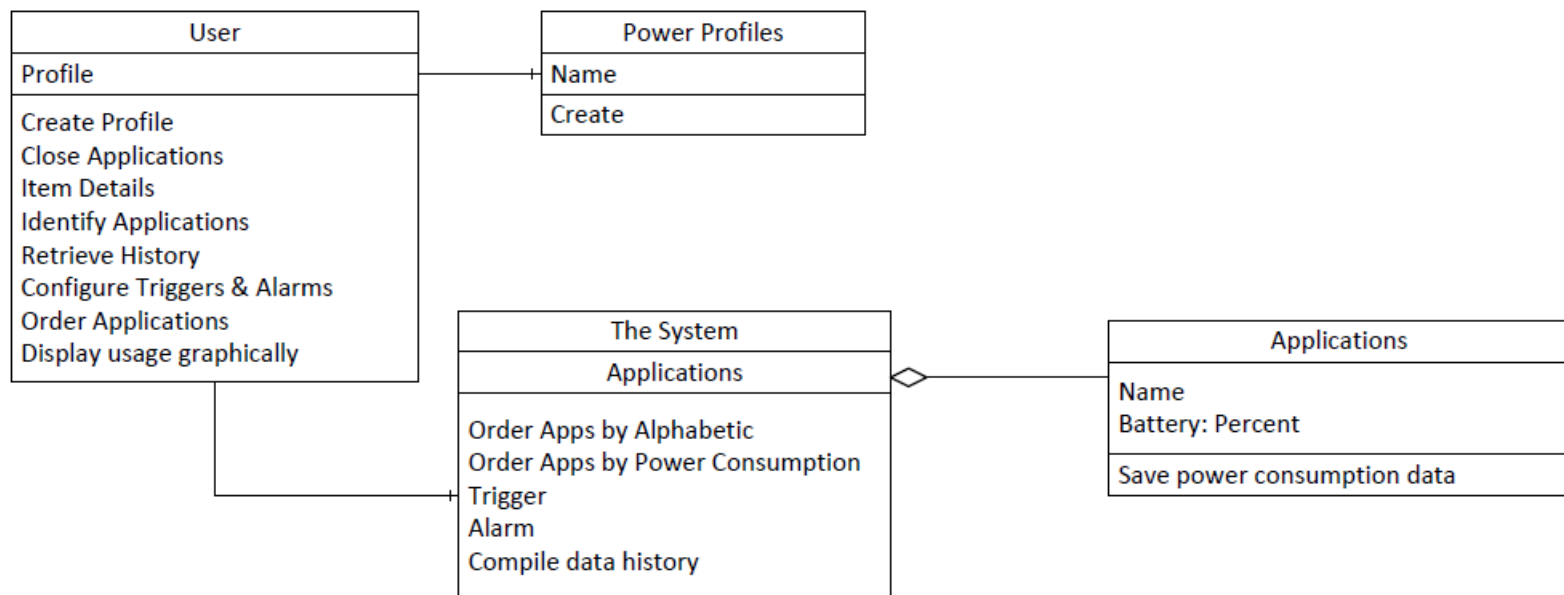 User
Profile
Create Profile
Close Applications
Item Details
Identify Applications
Retrieve History
Configure Triggers & Alarms
Order Applications
Display usage graphically
Power Profiles
Name
Create
The System
Applications
Order Apps by Alphabetic
Order Apps by Power Consumption
Trigger
Alarm
Compile data history
Applications
Name
Battery: Percent
Save power consumption data